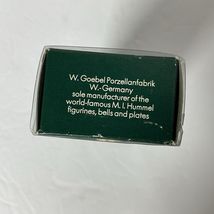 W. Goebel Porzellanfabrik
W.-Germany
sole manufacturer of the
world-famous M. I. Hummel
figurines, bells and plates